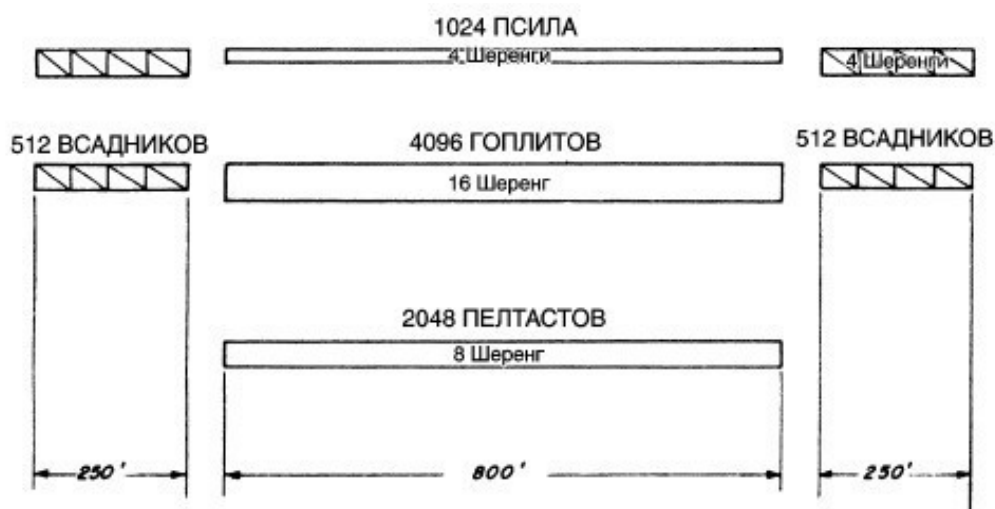 1024 ПСИЛА
4 Шеренги
4 Шеренги
512 ВСАДНИКОВ
4096 ГОПЛИТОВ
512 ВСАДНИКОВ
16 Шеренг
2048 ПЕЛТАСТОВ
8 Шеренг
250'
800'
250'